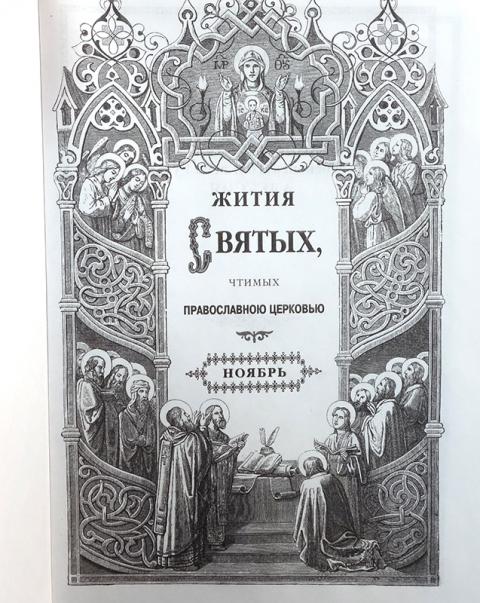 ЖИТИЯ
СВЯТЫХ,
ЧТИМЫХ
ПРАВОСЛАВНОЮ ЦЕРКОВЬЮ
НОЯБРЬ